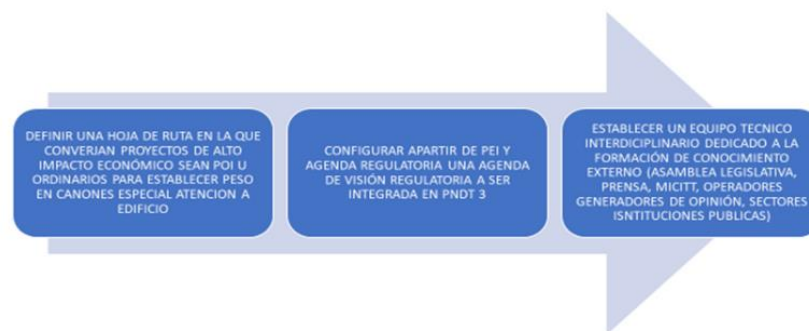 DEFINIR UNA HOJA DE RUTA EN LA QUE
CONVERJAN PROYECTOS DE ALTO
IMPACTO ECONÓMICO SEAN POI U
ORDINARIOS PARA ESTABLECER PESO
EN CANONES ESPECIAL ATENCION A
EDIFICIO
CONFIGURAR APARTIR DE PEI Y
AGENDA REGULATORIA UNA AGENDA
DE VISIÓN REGULATORIA A SER
INTEGRADA EN PNDT 3
ESTABLECER UN EQUIPO TECNICO
INTERDICIPLINARIO DEDICADO A LA
FORMACIÓN DE CONOCIMIENTO
EXTERNO (ASAMBLEA LEGISLATIVA,
PRENSA, MICITT, OPERADORES
GENERADORES DE OPINIÓN, SECTORES
ISNTITUCIONES PUBLICAS)